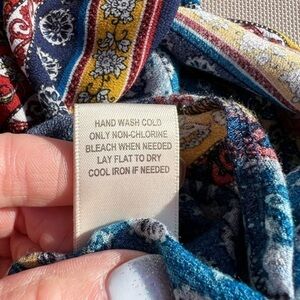 HAND WASH COLD
ONLY NON-CHLORINE
BLEACH WHEN NEEDED
LAY FLAT TO DRY
COOL IRON IF NEEDED